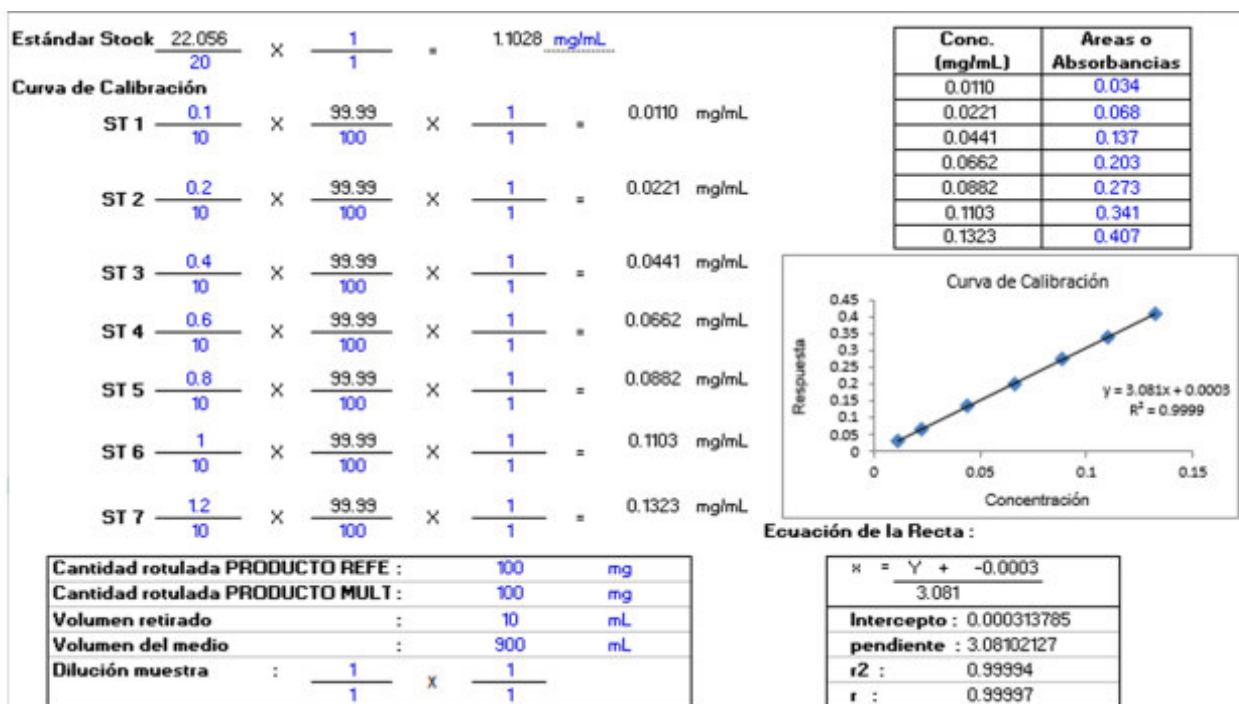 Estándar Stock 22.056 X 1 = 1.1028 mg/mL
20 1
Curva de Calibración
ST 1 0.1 X 99.99 X 1 = 0.0110 mg/mL
10 100 1
ST 2 0.2 X 99.99 X 1 = 0.0221 mg/mL
10 100 1
ST 3 0.4 X 99.99 X 1 = 0.0441 mg/mL
10 100 1
ST 4 0.6 X 99.99 X 1 = 0.0662 mg/mL
10 100 1
ST 5 0.8 X 99.99 X 1 = 0.0882 mg/mL
10 100 1
ST 6 1 X 99.99 X 1 = 0.1103 mg/mL
10 100 1
ST 7 1.2 X 99.99 X 1 = 0.1323 mg/mL
10 100 1
Conc. Areas o
(mg/mL) Absorbancias
0.0110 0.034
0.0221 0.068
0.0441 0.137
0.0662 0.203
0.0882 0.273
0.1103 0.341
0.1323 0.407
Curva de Calibración
Respuesta
0.45
0.4
0.35
0.3
0.25
0.2
0.15
0.1
0.05
0
y = 3.081x + 0.0003
R² = 0.9999
0 0.05 0.1 0.15
Concentración
Cantidad rotulada PRODUCTO REFE : 100 mg
Cantidad rotulada PRODUCTO MULT : 100 mg
Volumen retirado : 10 mL
Volumen del medio : 900 mL
Dilución muestra : 1 X 1
1 1
Ecuación de la Recta :
x = Y + -0.0003
3.081
Intercepto : 0.000313785
pendiente : 3.08102127
r2 : 0.99994
r : 0.99997